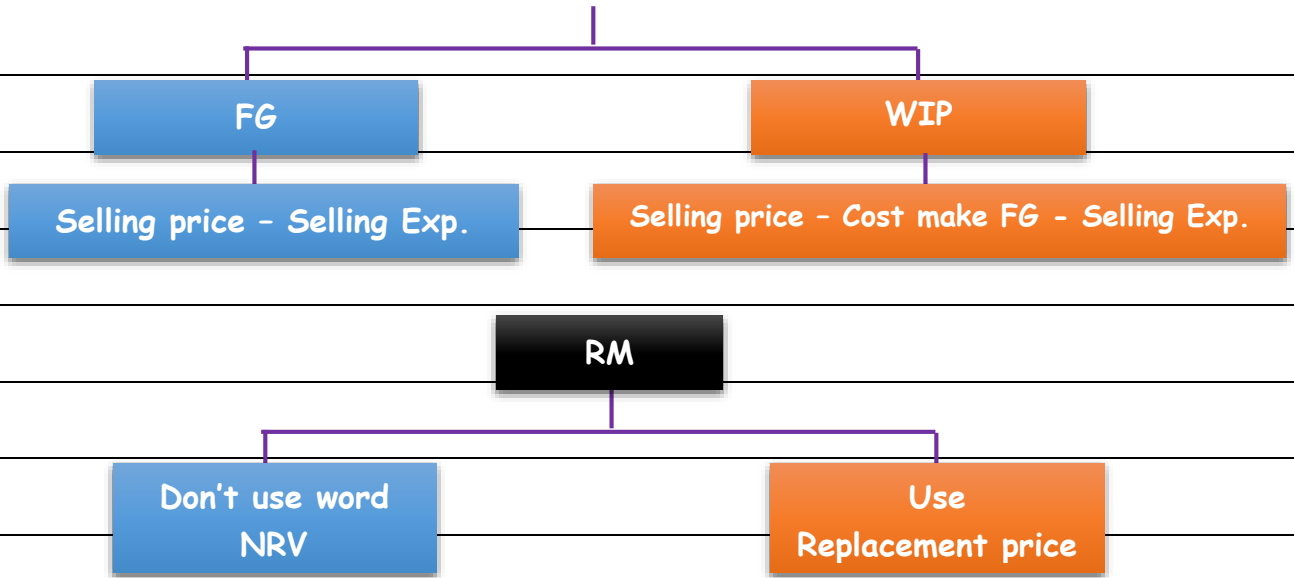 FG
WIP
Selling price – Selling Exp.
Selling price – Cost make FG - Selling Exp.
RM
Don't use word
NRV
Use
Replacement price